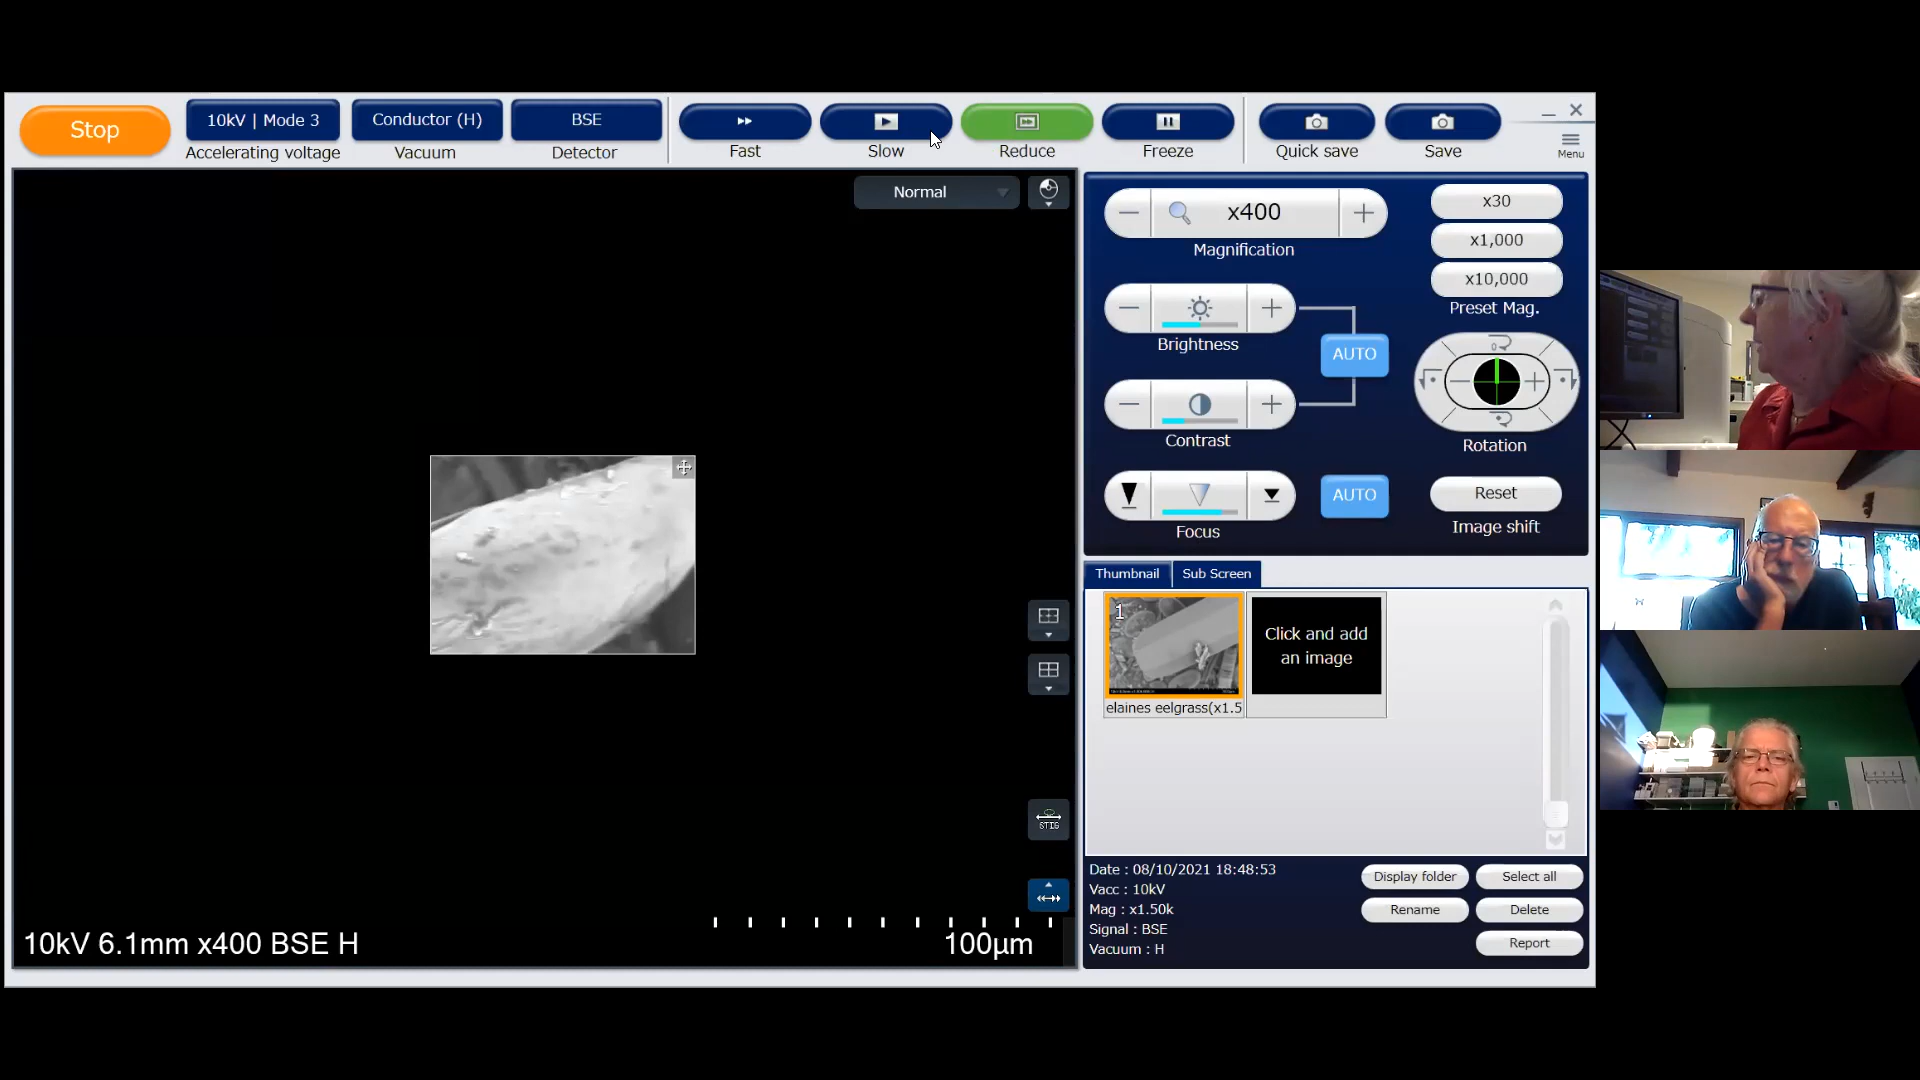 Stop
10kV | Mode 3
Accelerating voltage
Conductor (H)
Vacuum
BSE
Detector
Fast
Slow
Reduce
Freeze
Quick save
Save
Menu
Normal
x400
Magnification
x30
x1,000
x10,000
Preset Mag.
Brightness
AUTO
Contrast
0
Rotation
AUTO
Focus
Reset
Image shift
Thumbnail
Sub Screen
1
Click and add
an image
elaines eelgrass(x1.5
STIG
Date : 08/10/2021 18:48:53
Vacc : 10kV
Mag : x1.50k
Signal : BSE
Vacuum : H
Display folder
Select all
Rename
Delete
Report
10kV 6.1mm x400 BSE H
100µm